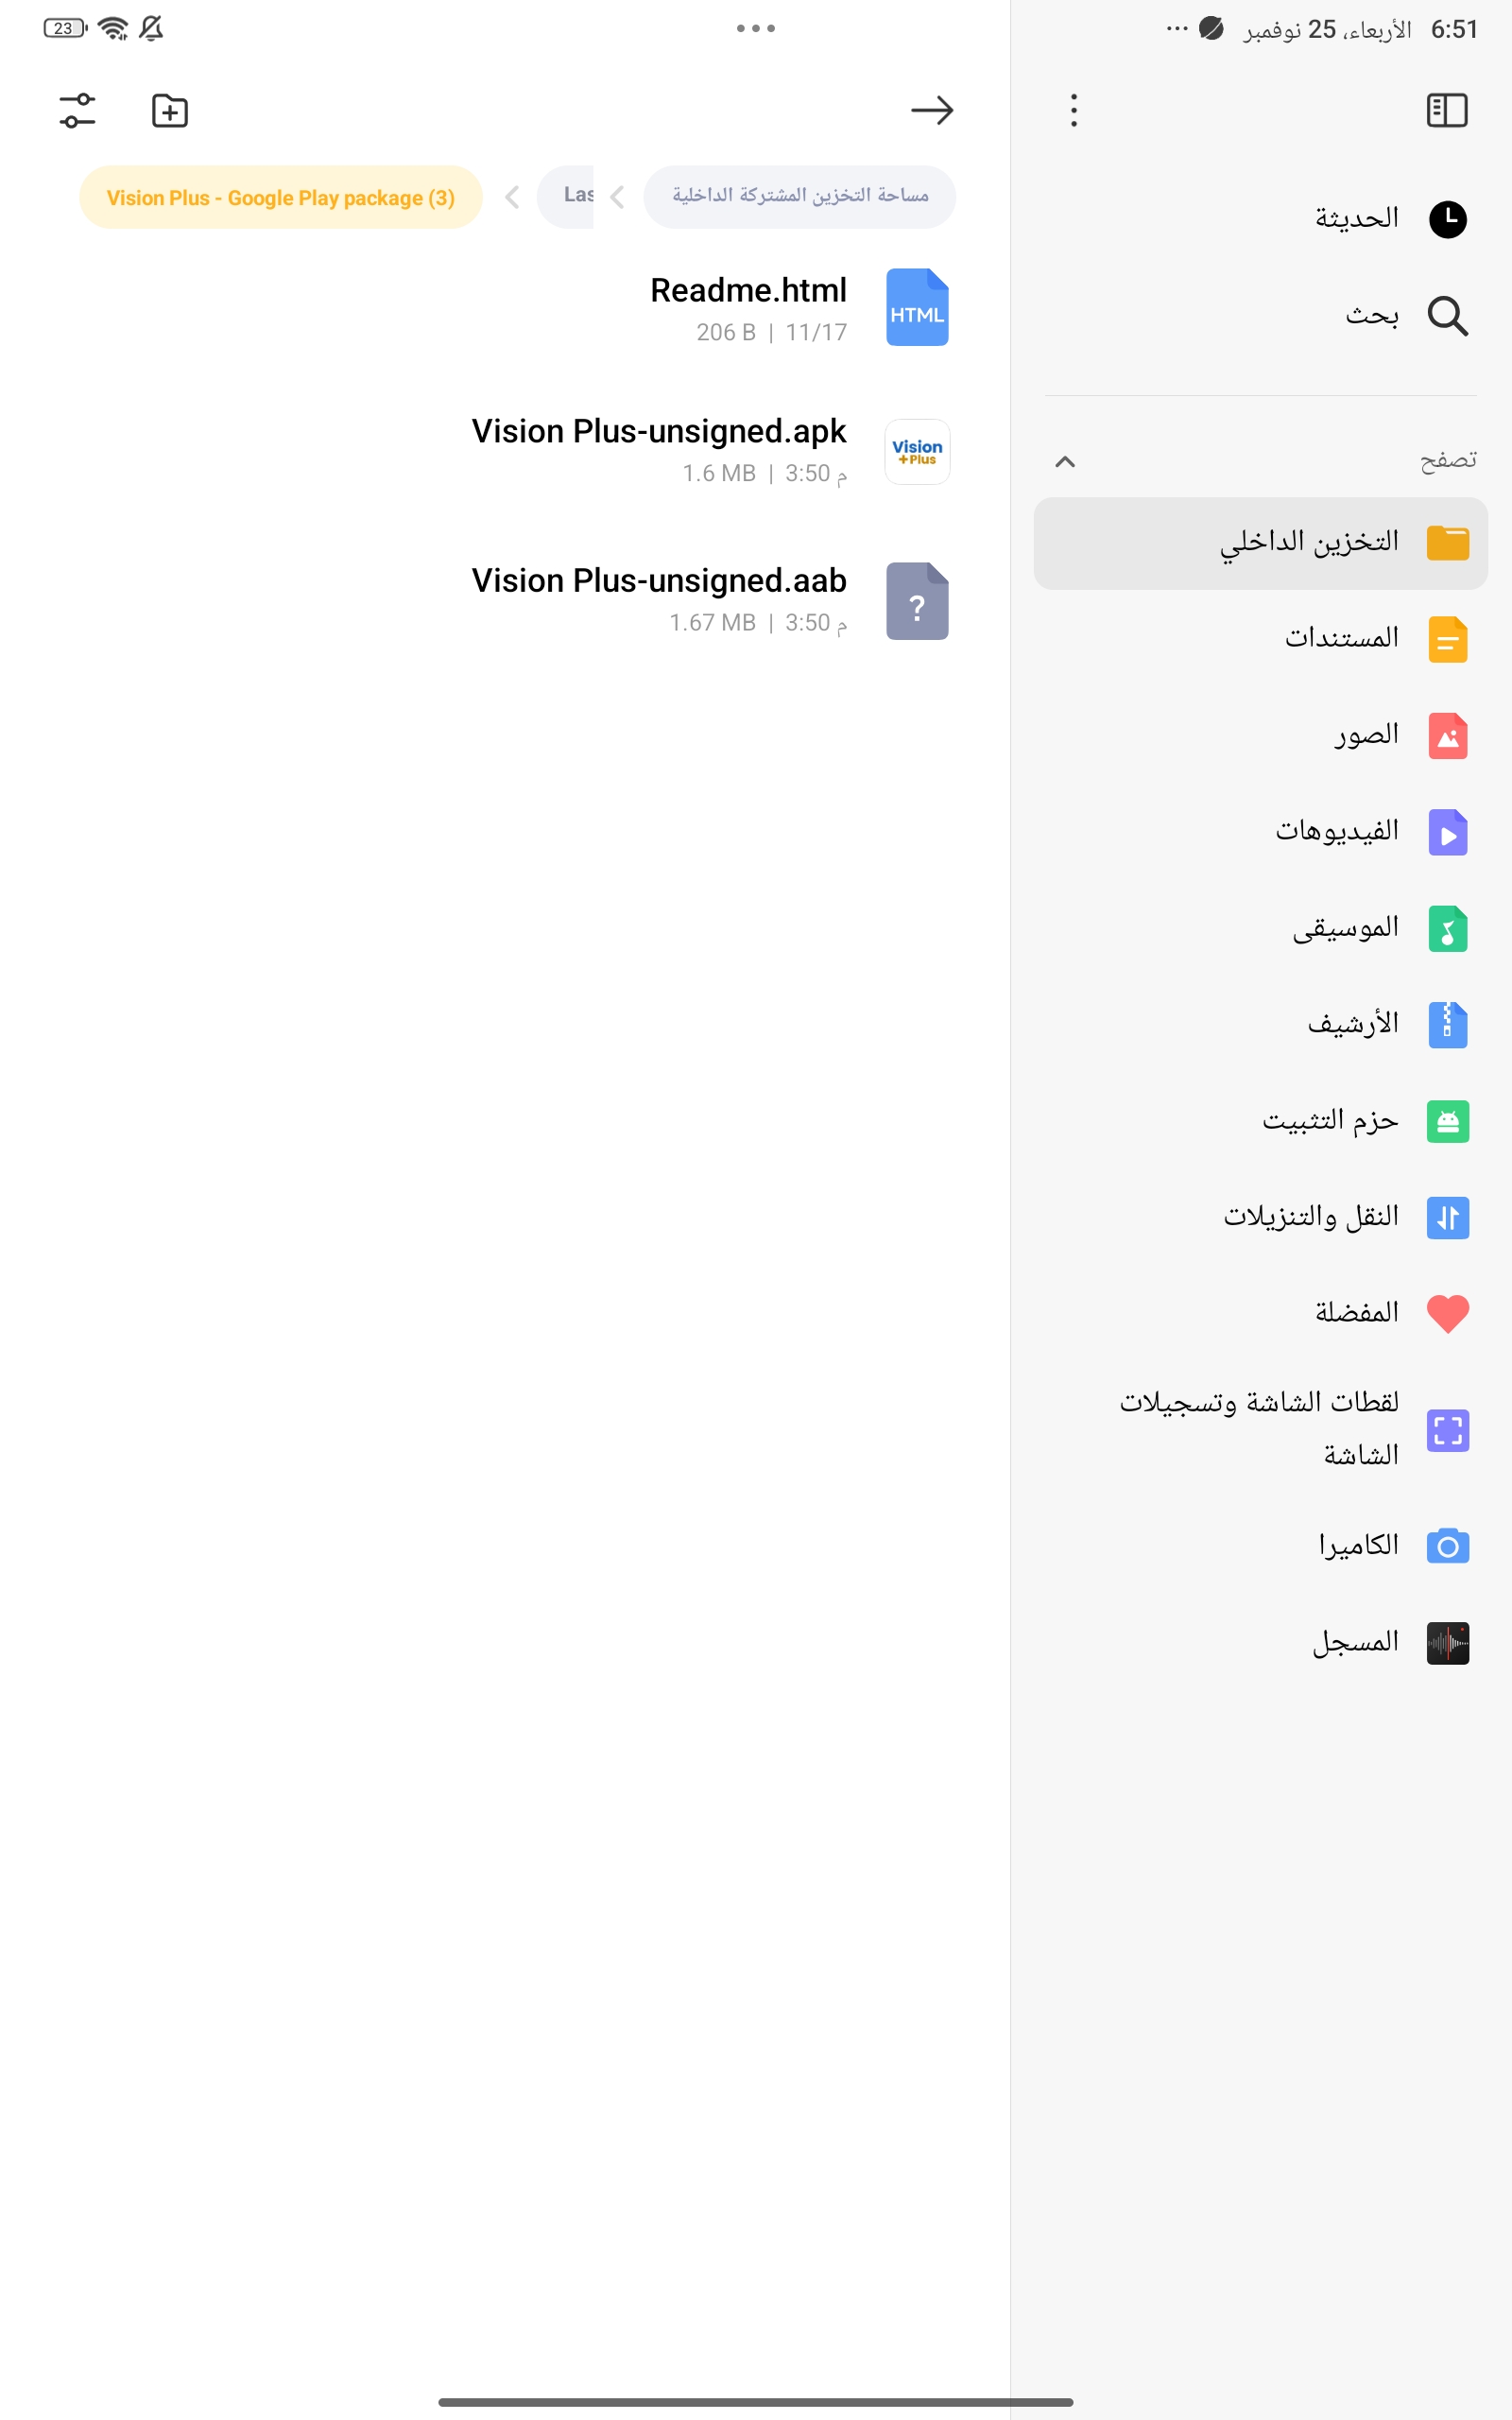 6:51 الأربعاء، 25 نوفمبر
23
الحديثة
بحث
تصفح
التخزين الداخلي
المستندات
الصور
الفيديوهات
الموسيقى
الأرشيف
حزم التثبيت
النقل والتنزيلات
المفضلة
لقطات الشاشة وتسجيلات
الشاشة
الكاميرا
المسجل
مساحة التخزين المشتركة الداخلية
Las
Vision Plus - Google Play package (3)
Readme.html
206 B | 11/17
HTML
Vision Plus-unsigned.apk
1.6 MB | 3:50 م
Vision
+Plus
Vision Plus-unsigned.aab
1.67 MB | 3:50 م
?